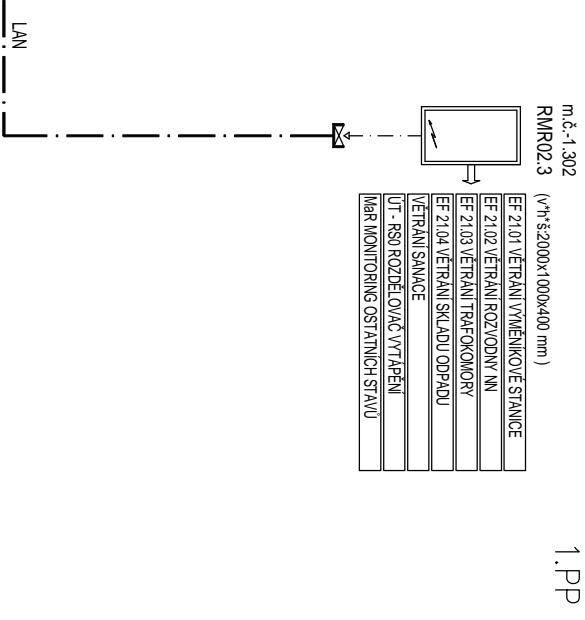 m.č.-1.302
RMR02.3
(v*h*š:2000x1000x400 mm )
EF 21.01 VĚTRÁNÍ VÝMĚNÍKOVÉ STANICE
EF 21.02 VĚTRÁNÍ ROZVODNY NN
EF 21.03 VĚTRÁNÍ TRAFOKOMORY
EF 21.04 VĚTRÁNÍ SKLADU ODPADU
VĚTRÁNÍ SANACE
ÚT - RS0 ROZDĚLOVAČ VYTÁPĚNÍ
MaR MONITORING OSTATNÍCH STAVŮ
LAN
1.PP